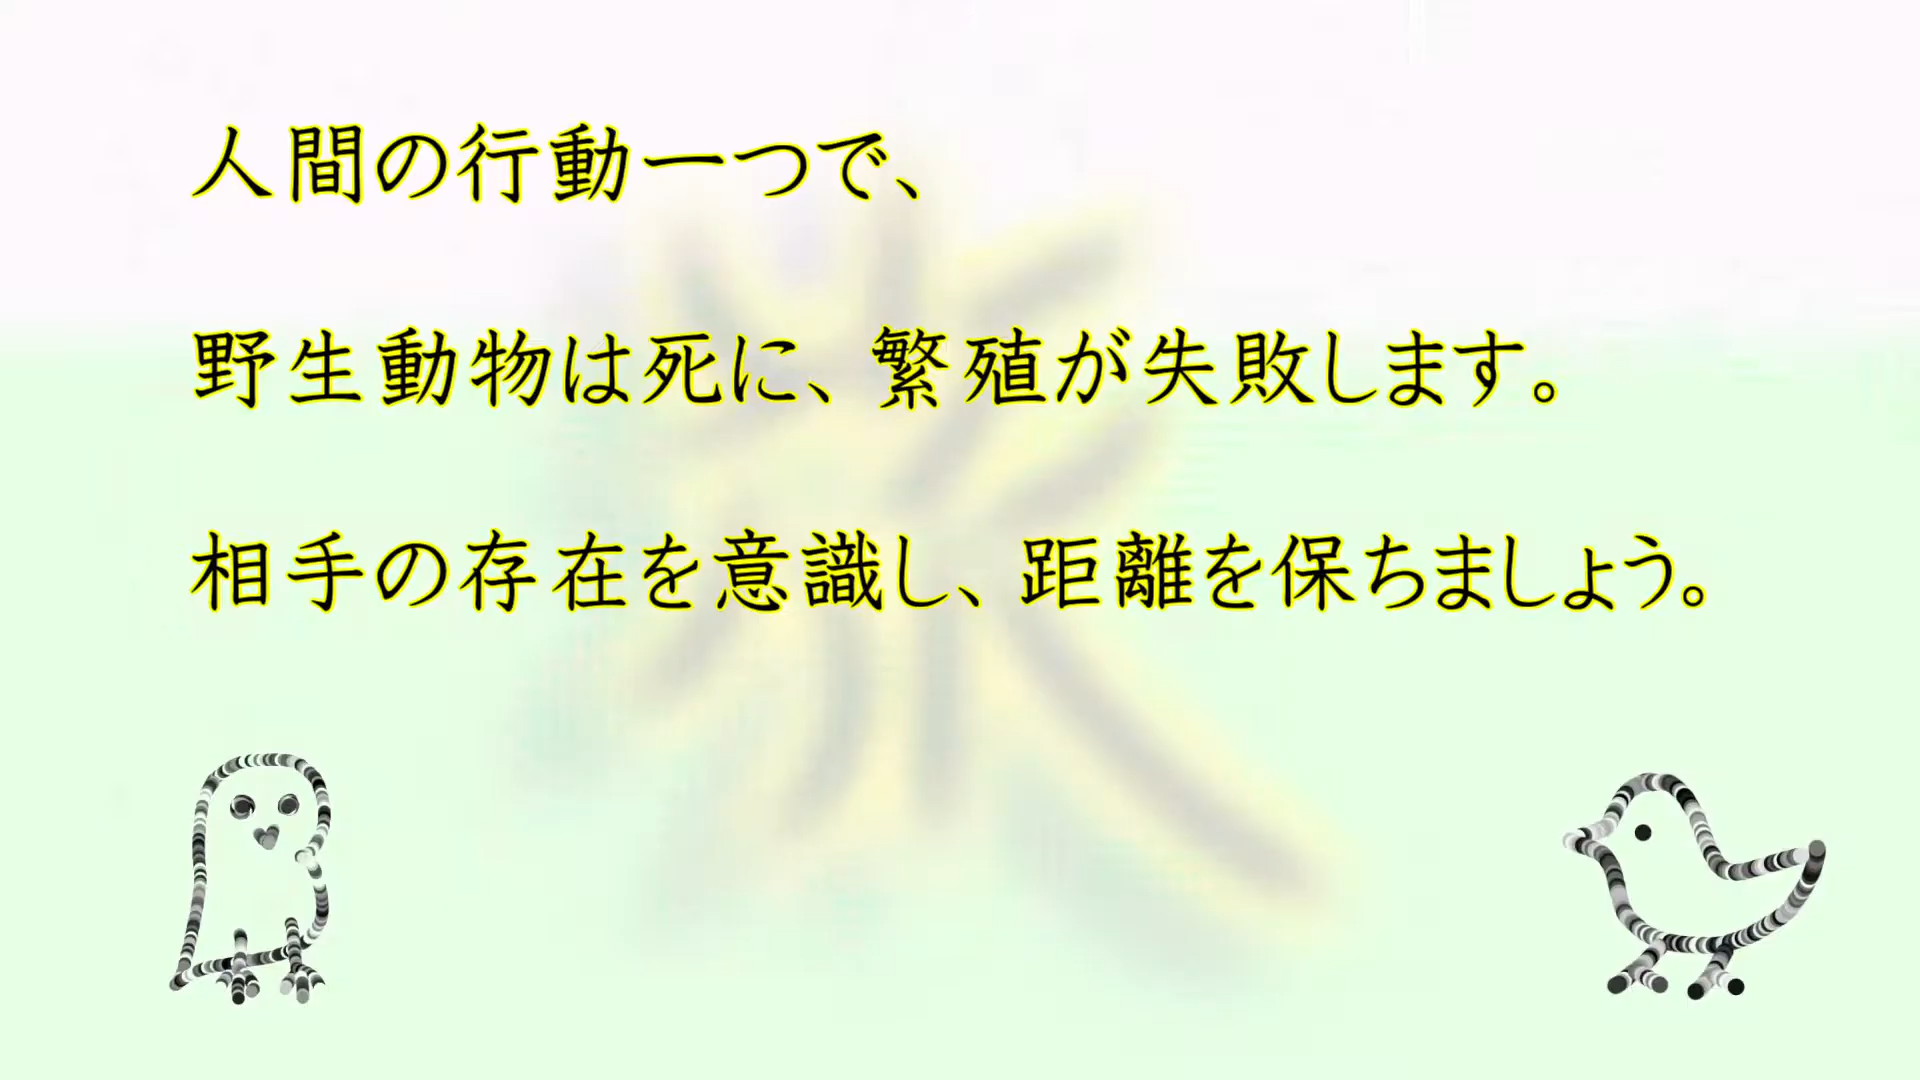 人間の行動一つで、
野生動物は死に、繁殖が失敗します。
相手の存在を意識し、距離を保ちましょう。